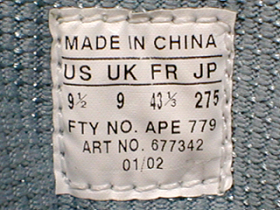 MADE IN CHINA
US UK FR JP
9½ 9 43⅓ 275
FTY NO. APE 779
ART NO. 677342
01/02